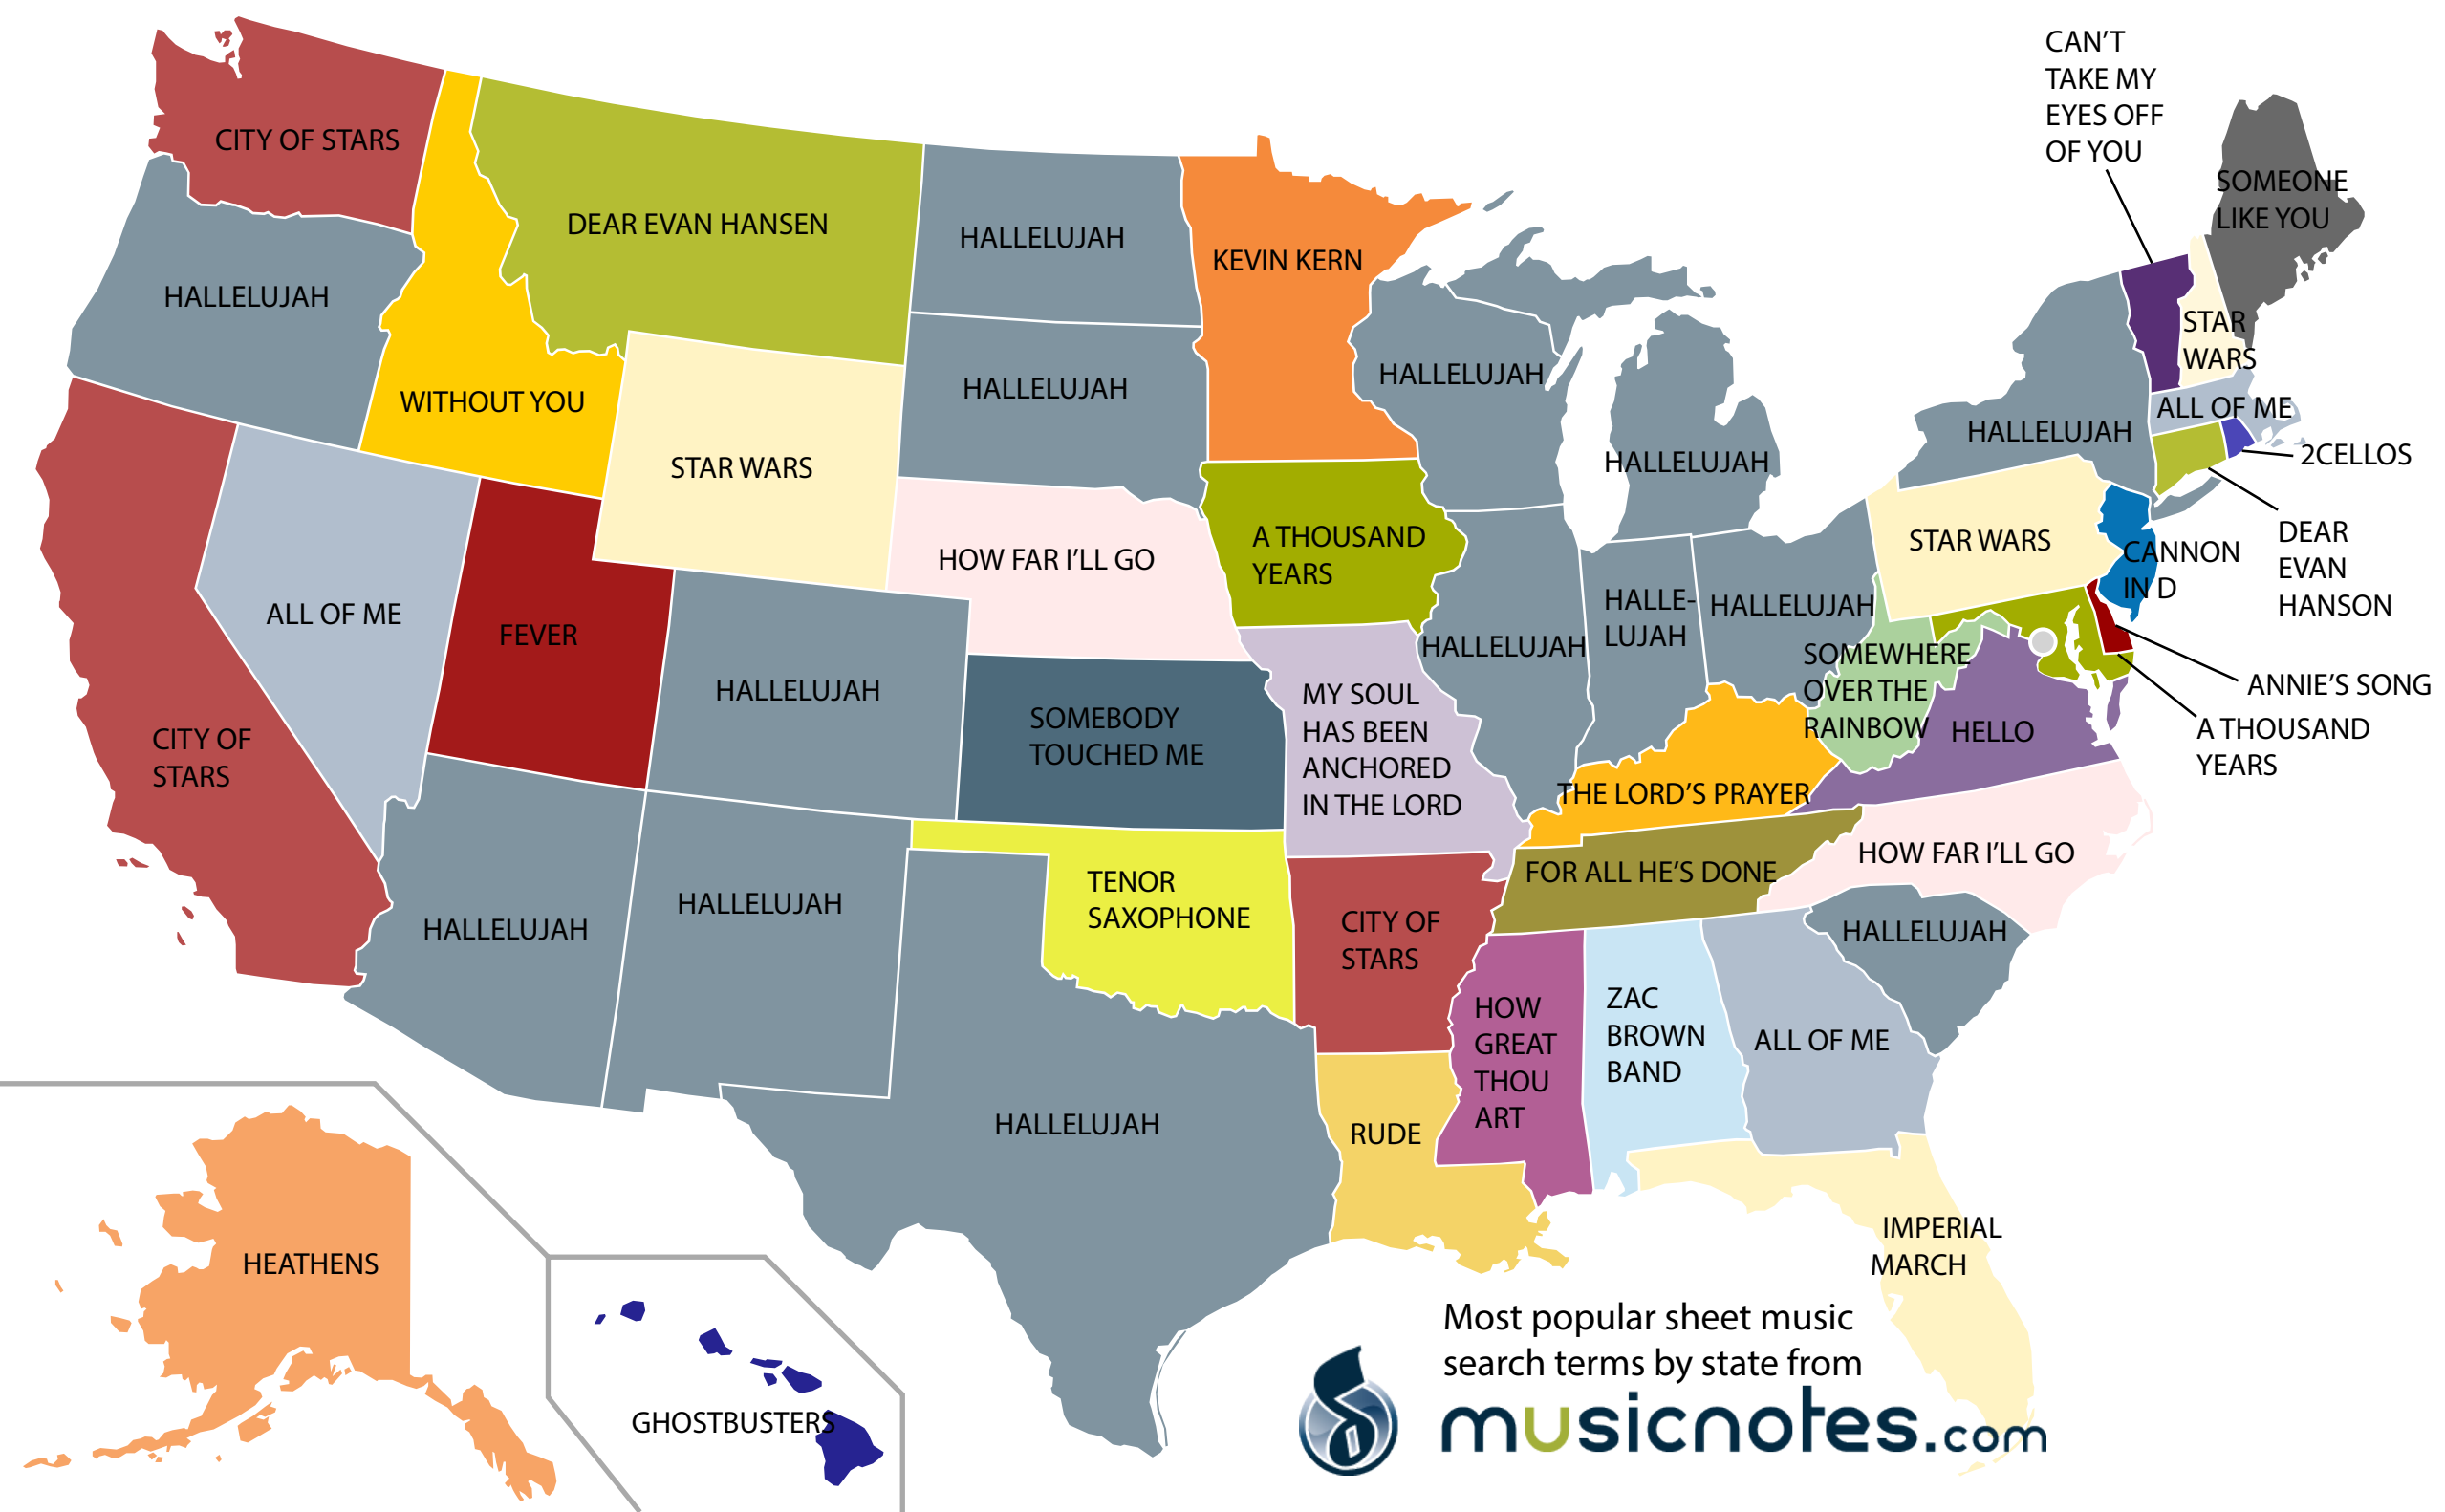 CAN'T
TAKE MY
EYES OFF
OF YOU
CITY OF STARS
SOMEONE
LIKE YOU
DEAR EVAN HANSEN
HALLELUJAH
KEVIN KERN
HALLELUJAH
STAR
WARS
HALLELUJAH
HALLELUJAH
WITHOUT YOU
ALL OF ME
HALLELUJAH
2CELLOS
HALLELUJAH
STAR WARS
A THOUSAND
YEARS
STAR WARS
CANNON
IN D
DEAR
EVAN
HANSON
HOW FAR I'LL GO
ALL OF ME
FEVER
HALLELUJAH
HALLE-
LUJAH
HALLELUJAH
SOMEWHERE
OVER THE
RAINBOW
ANNIE'S SONG
HALLELUJAH
MY SOUL
HAS BEEN
ANCHORED
IN THE LORD
SOMEBODY
TOUCHED ME
HELLO
A THOUSAND
YEARS
CITY OF
STARS
THE LORD'S PRAYER
HOW FAR I'LL GO
FOR ALL HE'S DONE
TENOR
SAXOPHONE
HALLELUJAH
HALLELUJAH
CITY OF
STARS
HALLELUJAH
HOW
GREAT
THOU
ART
ZAC
BROWN
BAND
ALL OF ME
HALLELUJAH
RUDE
IMPERIAL
MARCH
HEATHENS
GHOSTBUSTERS
Most popular sheet music
search terms by state from
musicnotes.com